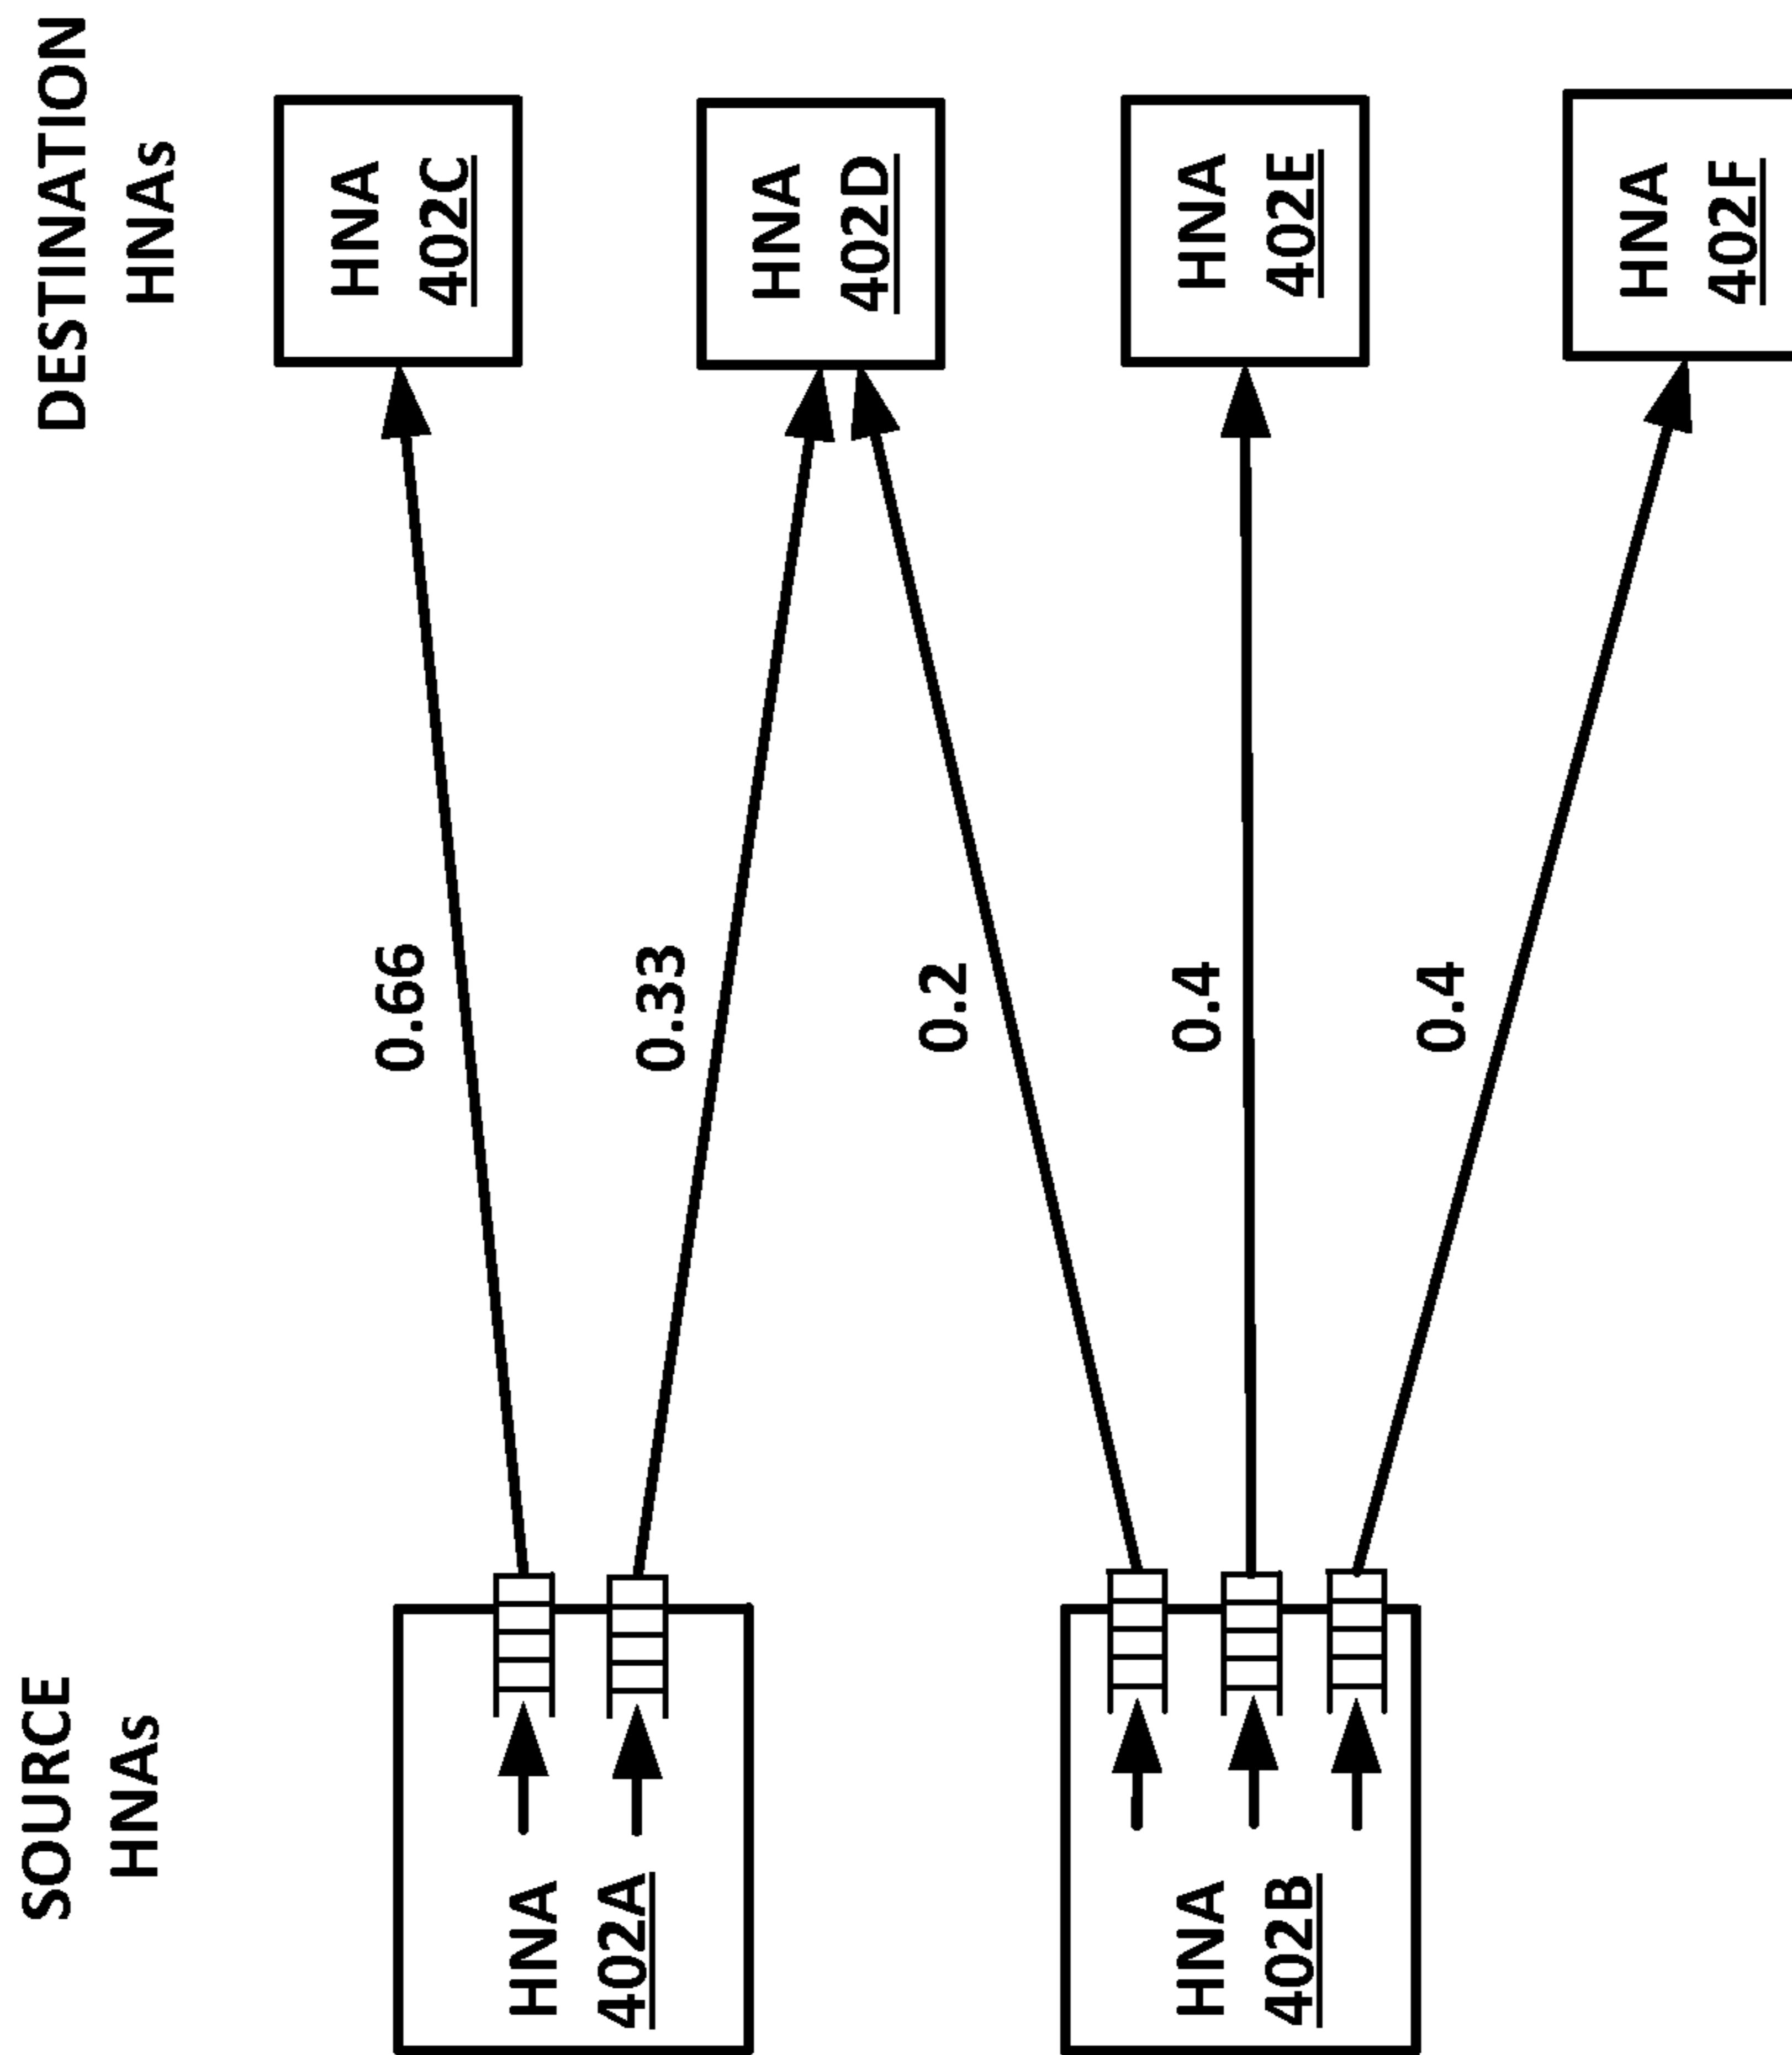 SOURCE
HNAs
DESTINATION
HNAs
HNA
402A
HNA
402B
0.66
0.33
0.2
0.4
0.4
HNA
402C
HNA
402D
HNA
402E
HNA
402F